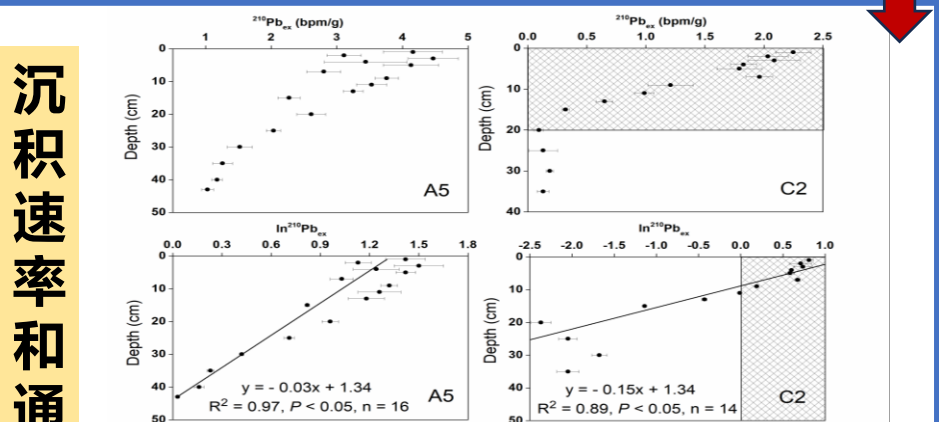 沉
积
速
率
和
通
²¹⁰Pbₑₓ (bpm/g)
1 2 3 4 5
0
10
20
30
40
50
Depth (cm)
A5
²¹⁰Pbₑₓ (bpm/g)
0.0 0.5 1.0 1.5 2.0 2.5
0
10
20
30
40
Depth (cm)
C2
ln²¹⁰Pbₑₓ
0.0 0.3 0.6 0.9 1.2 1.5 1.8
0
10
20
30
40
50
Depth (cm)
y = - 0.03x + 1.34
R² = 0.97, P < 0.05, n = 16
A5
ln²¹⁰Pbₑₓ
-2.5 -2.0 -1.5 -1.0 -0.5 0.0 0.5 1.0
0
10
20
30
40
50
Depth (cm)
y = - 0.15x + 1.34
R² = 0.89, P < 0.05, n = 14
C2